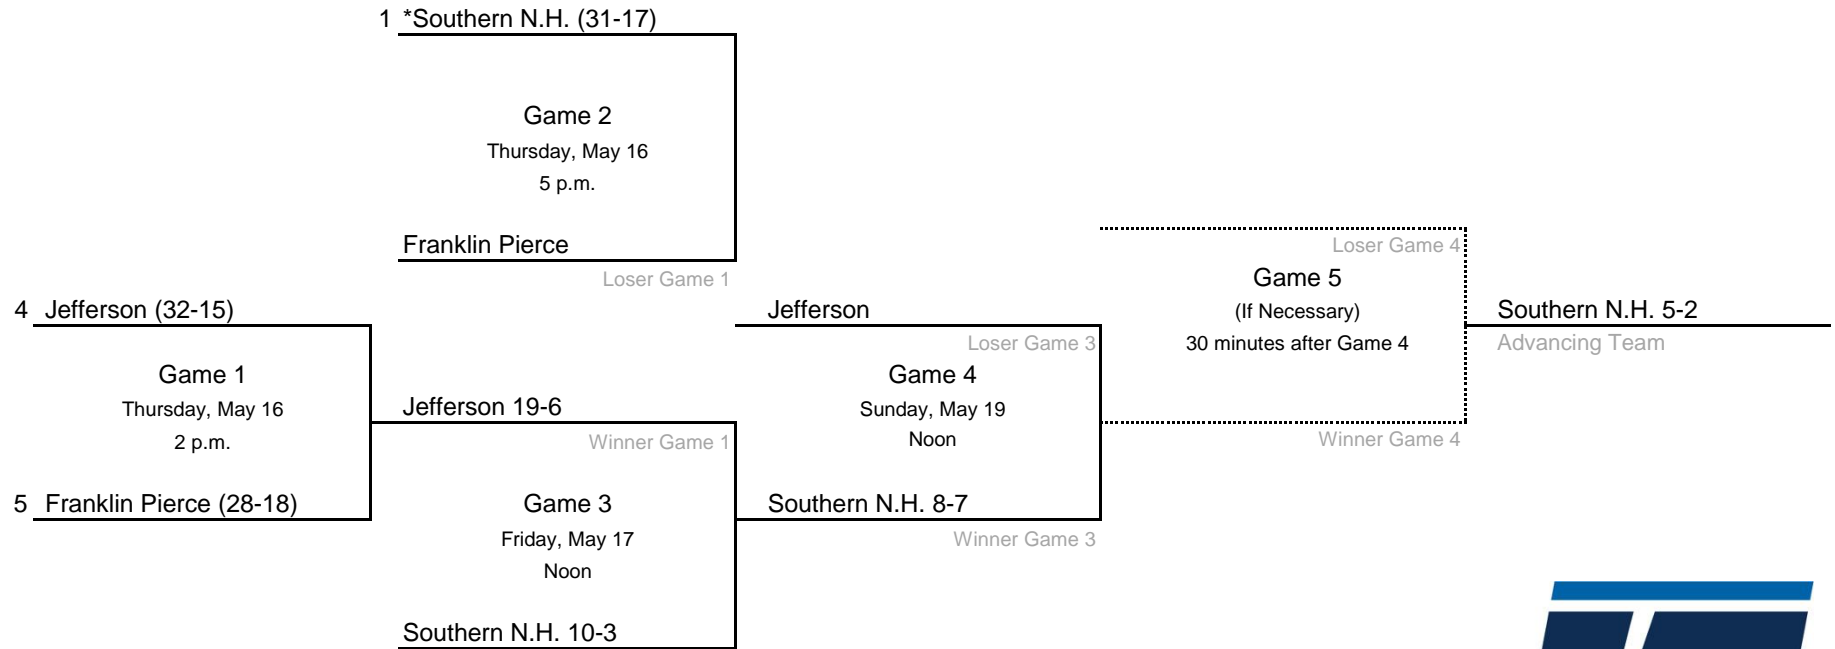 1 *Southern N.H. (31-17)
Game 2
Thursday, May 16
5 p.m.
Franklin Pierce
Loser Game 1
4 Jefferson (32-15)
Game 1
Thursday, May 16
2 p.m.
5 Franklin Pierce (28-18)
Jefferson 19-6
Winner Game 1
Game 3
Friday, May 17
Noon
Southern N.H. 10-3
Jefferson
Loser Game 3
Game 4
Sunday, May 19
Noon
Southern N.H. 8-7
Winner Game 3
Loser Game 4
Game 5
(If Necessary)
30 minutes after Game 4
Winner Game 4
Southern N.H. 5-2
Advancing Team